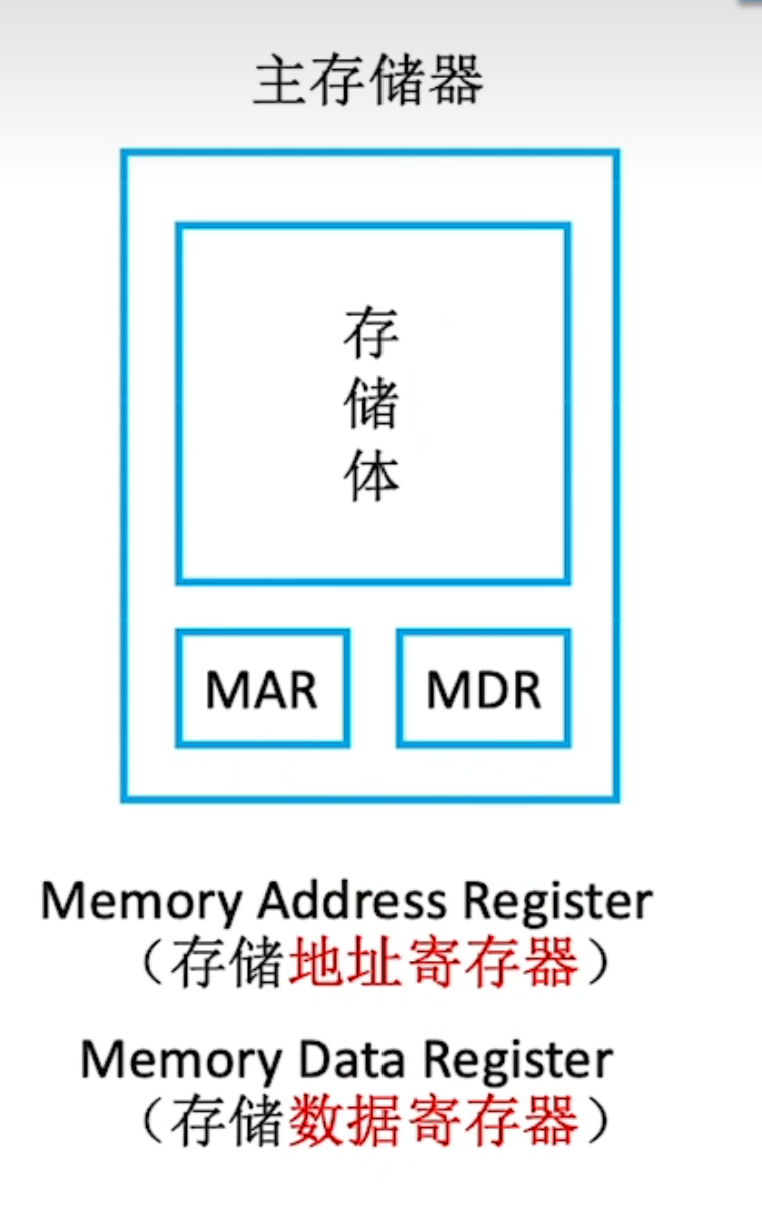 主存储器
存
储
体
MAR
MDR
Memory Address Register
（存储地址寄存器）
Memory Data Register
（存储数据寄存器）